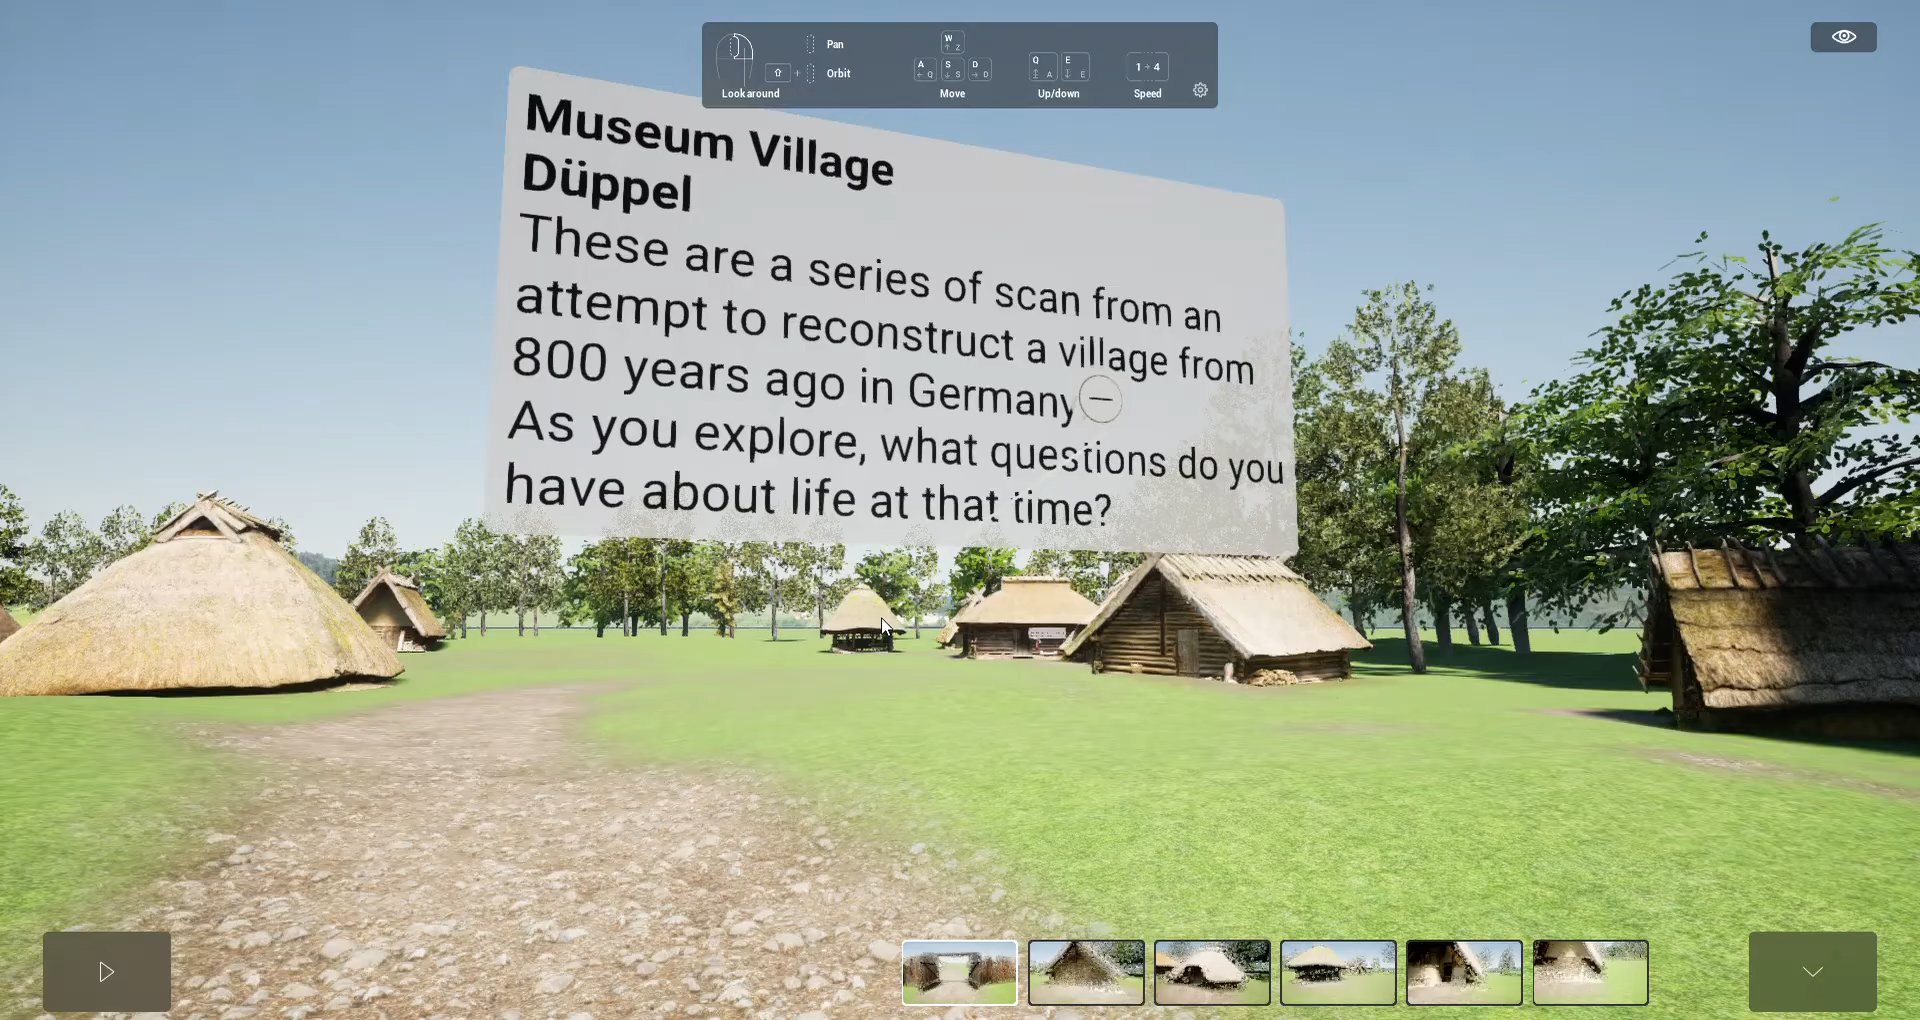 Pan
Orbit
Look around
W
Z
A
Q
S
S
D
D
Move
Q
A
E
E
Up/down
1 4
Speed
Museum Village
Düppel
These are a series of scan from an
attempt to reconstruct a village from
800 years ago in Germany
As you explore, what questions do you
have about life at that time?